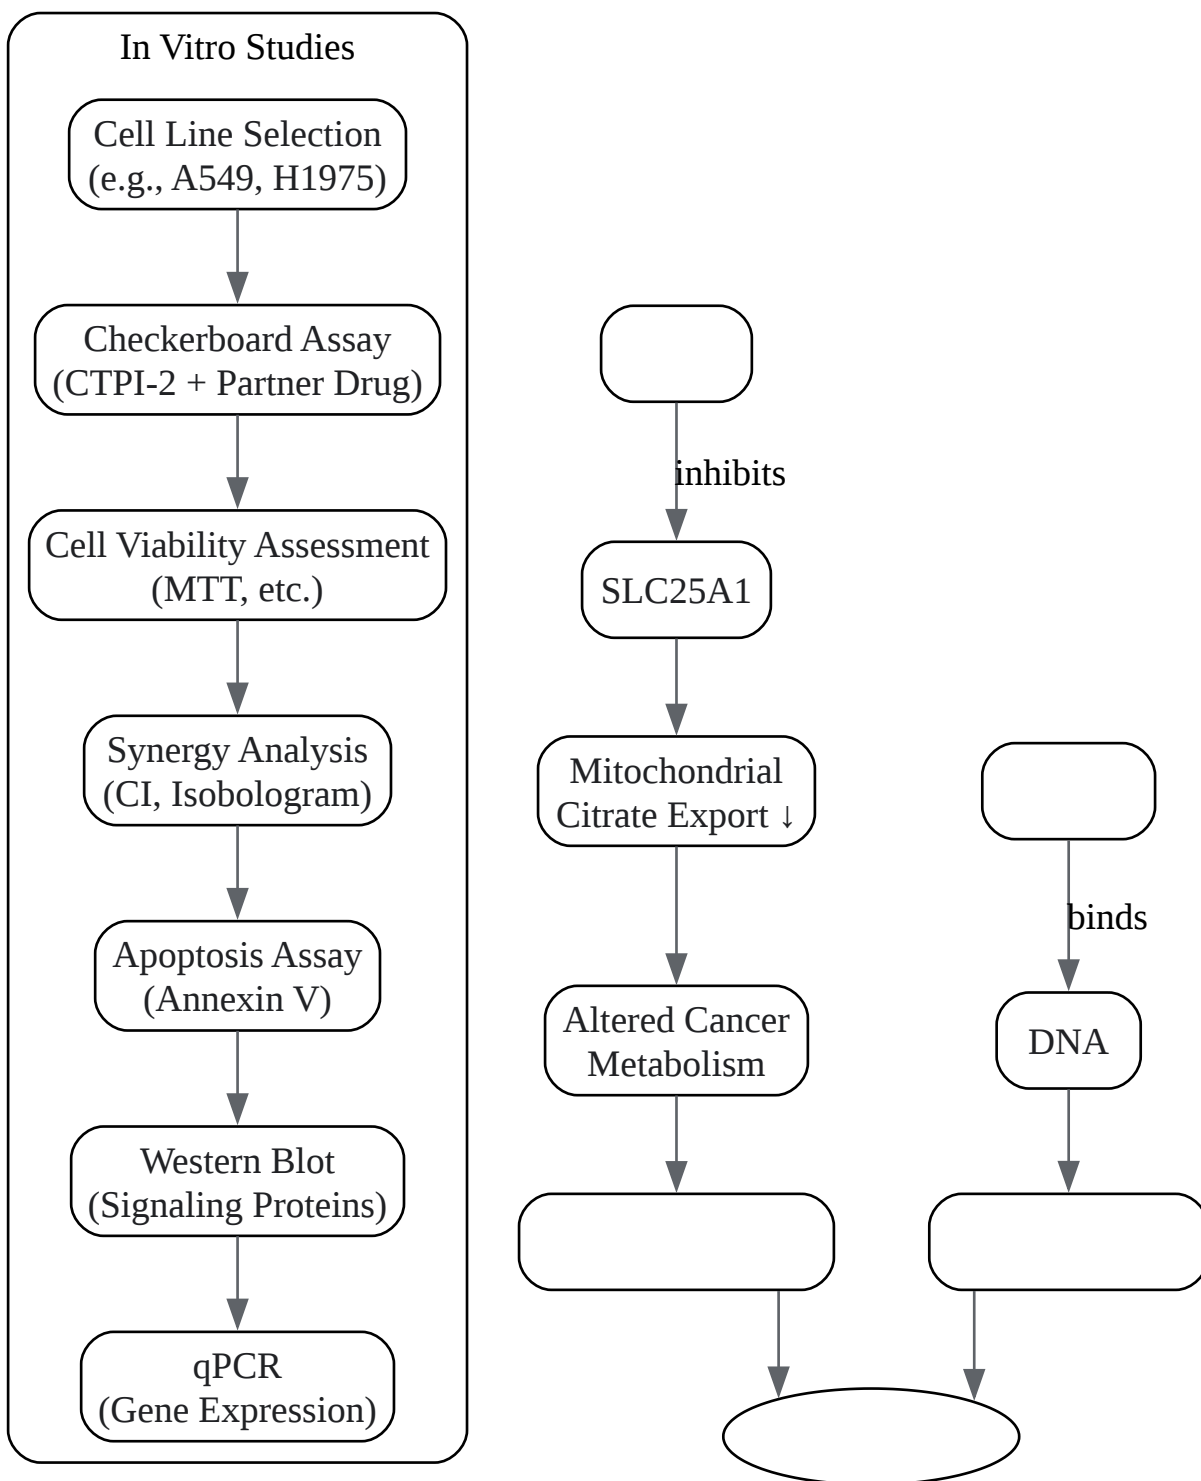 In Vitro Studies
Cell Line Selection
(e.g., A549, H1975)
Checkerboard Assay
(CTPI-2 + Partner Drug)
Cell Viability Assessment
(MTT, etc.)
Synergy Analysis
(CI, Isobologram)
Apoptosis Assay
(Annexin V)
Western Blot
(Signaling Proteins)
qPCR
(Gene Expression)
inhibits
SLC25A1
Mitochondrial
Citrate Export ↓
Altered Cancer
Metabolism
binds
DNA